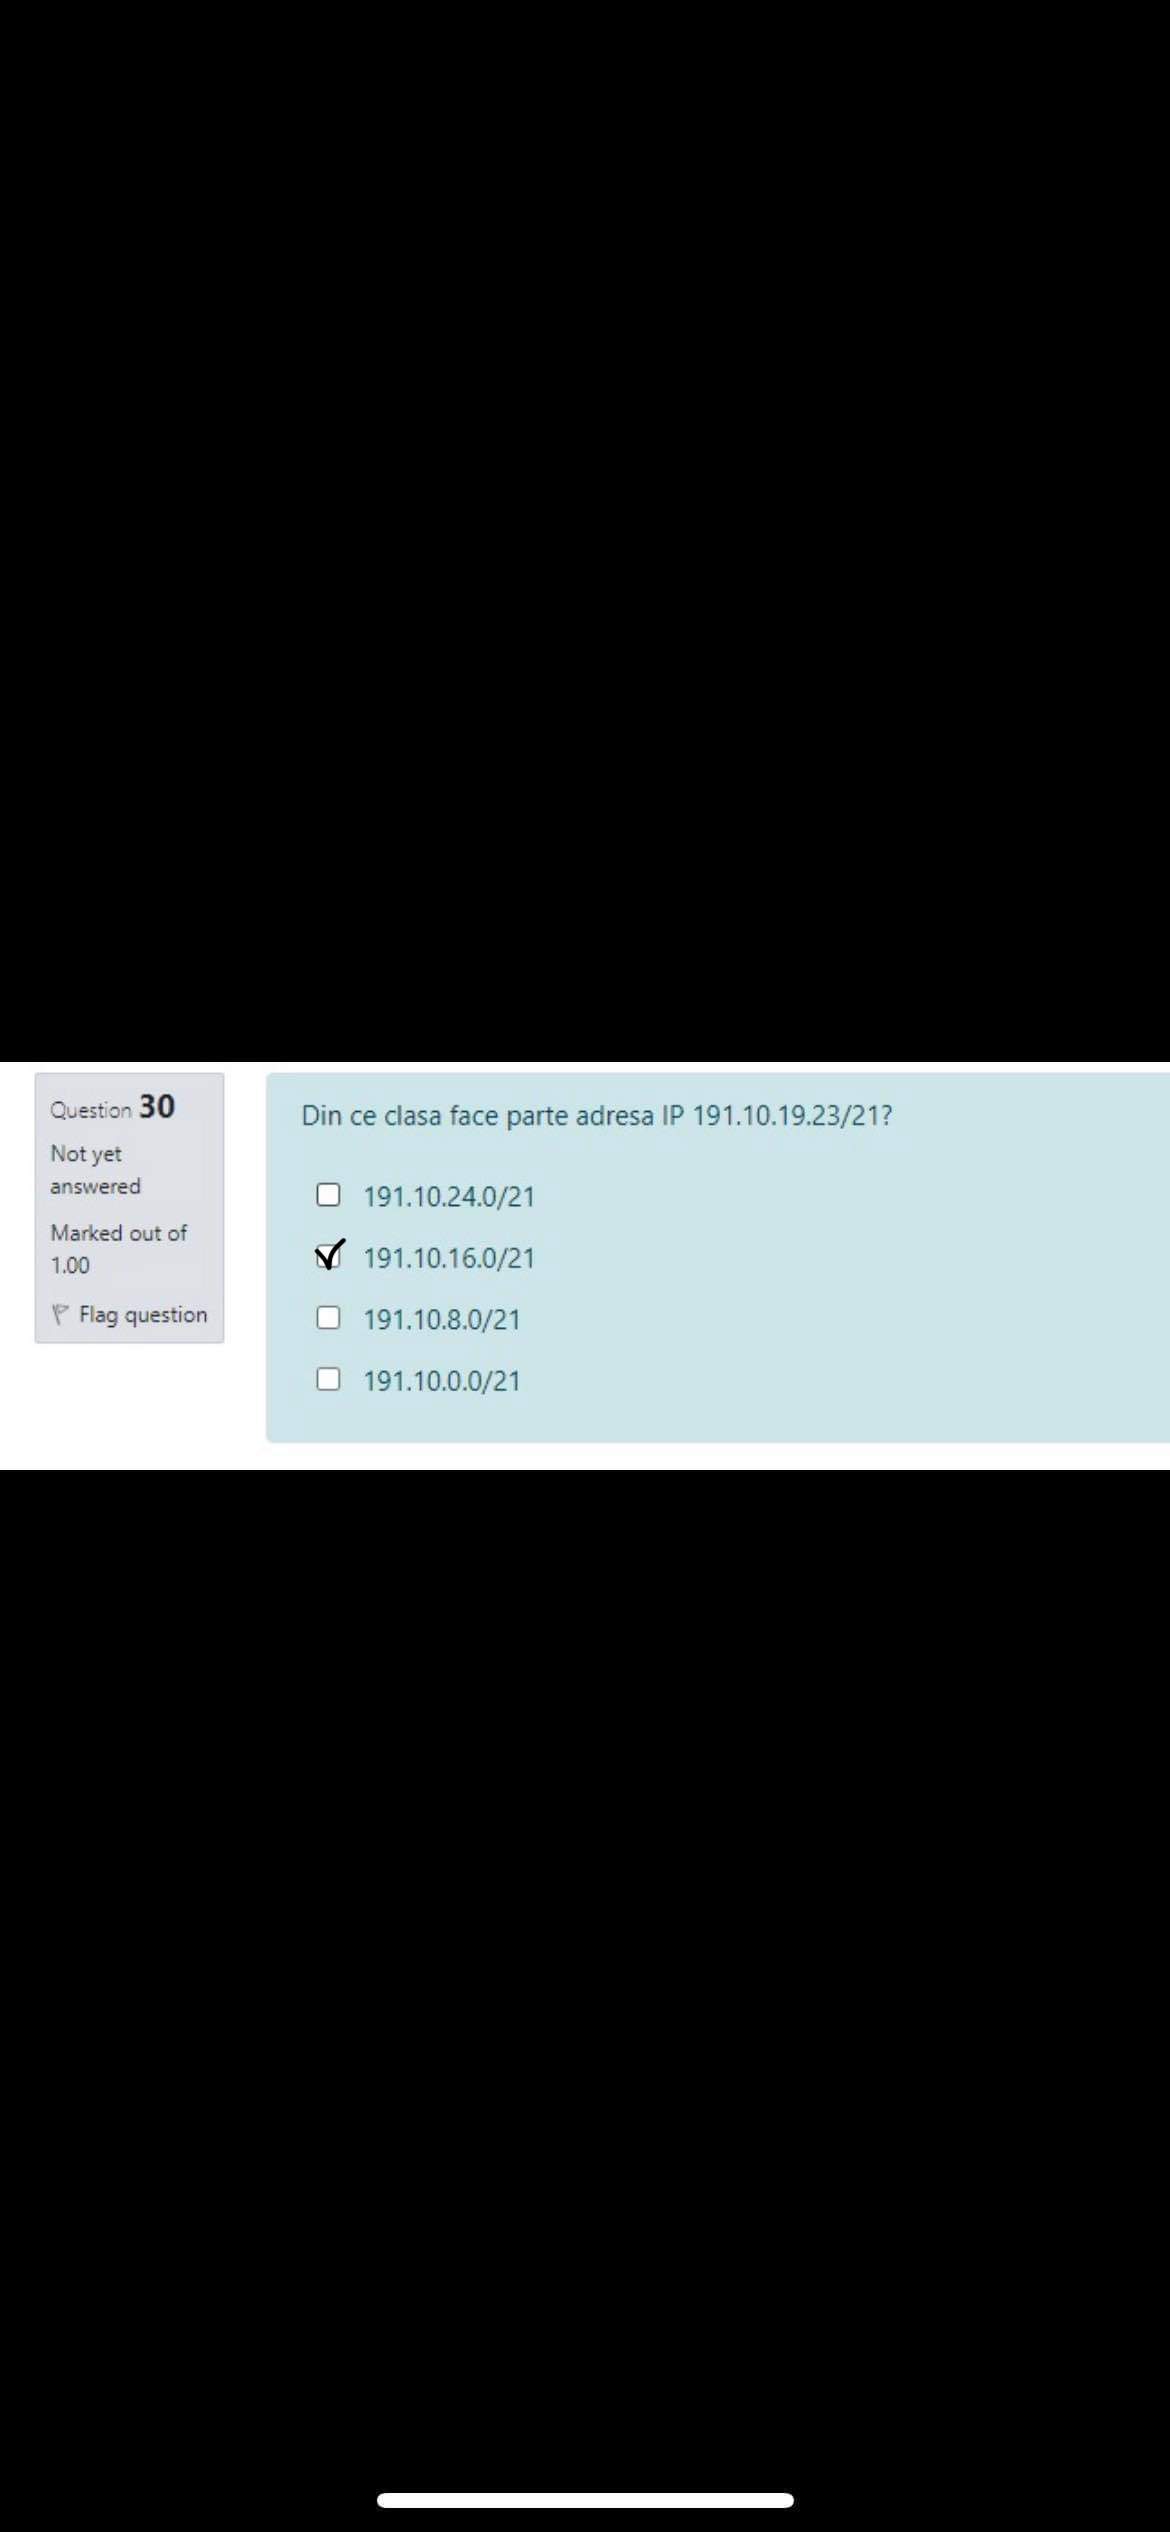 Question 30
Not yet
answered
Marked out of
1.00
Flag question
Din ce clasa face parte adresa IP 191.10.19.23/21?
191.10.24.0/21
191.10.16.0/21
191.10.8.0/21
191.10.0.0/21